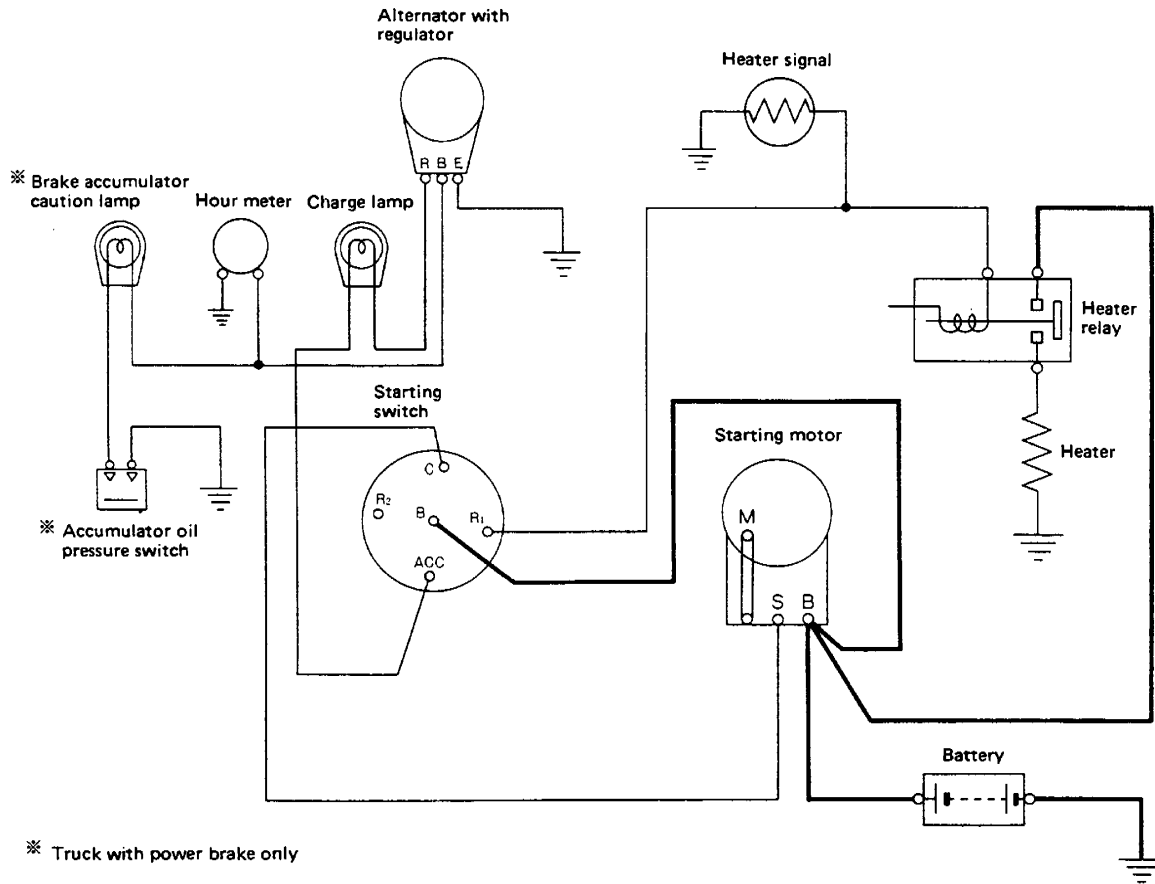 Alternator with
regulator
Heater signal
R B E
※ Brake accumulator
caution lamp
Hour meter
Charge lamp
Heater
relay
Starting
switch
Starting motor
Heater
C
R2
B
R1
ACC
M
S
B
※ Accumulator oil
pressure switch
Battery
※ Truck with power brake only